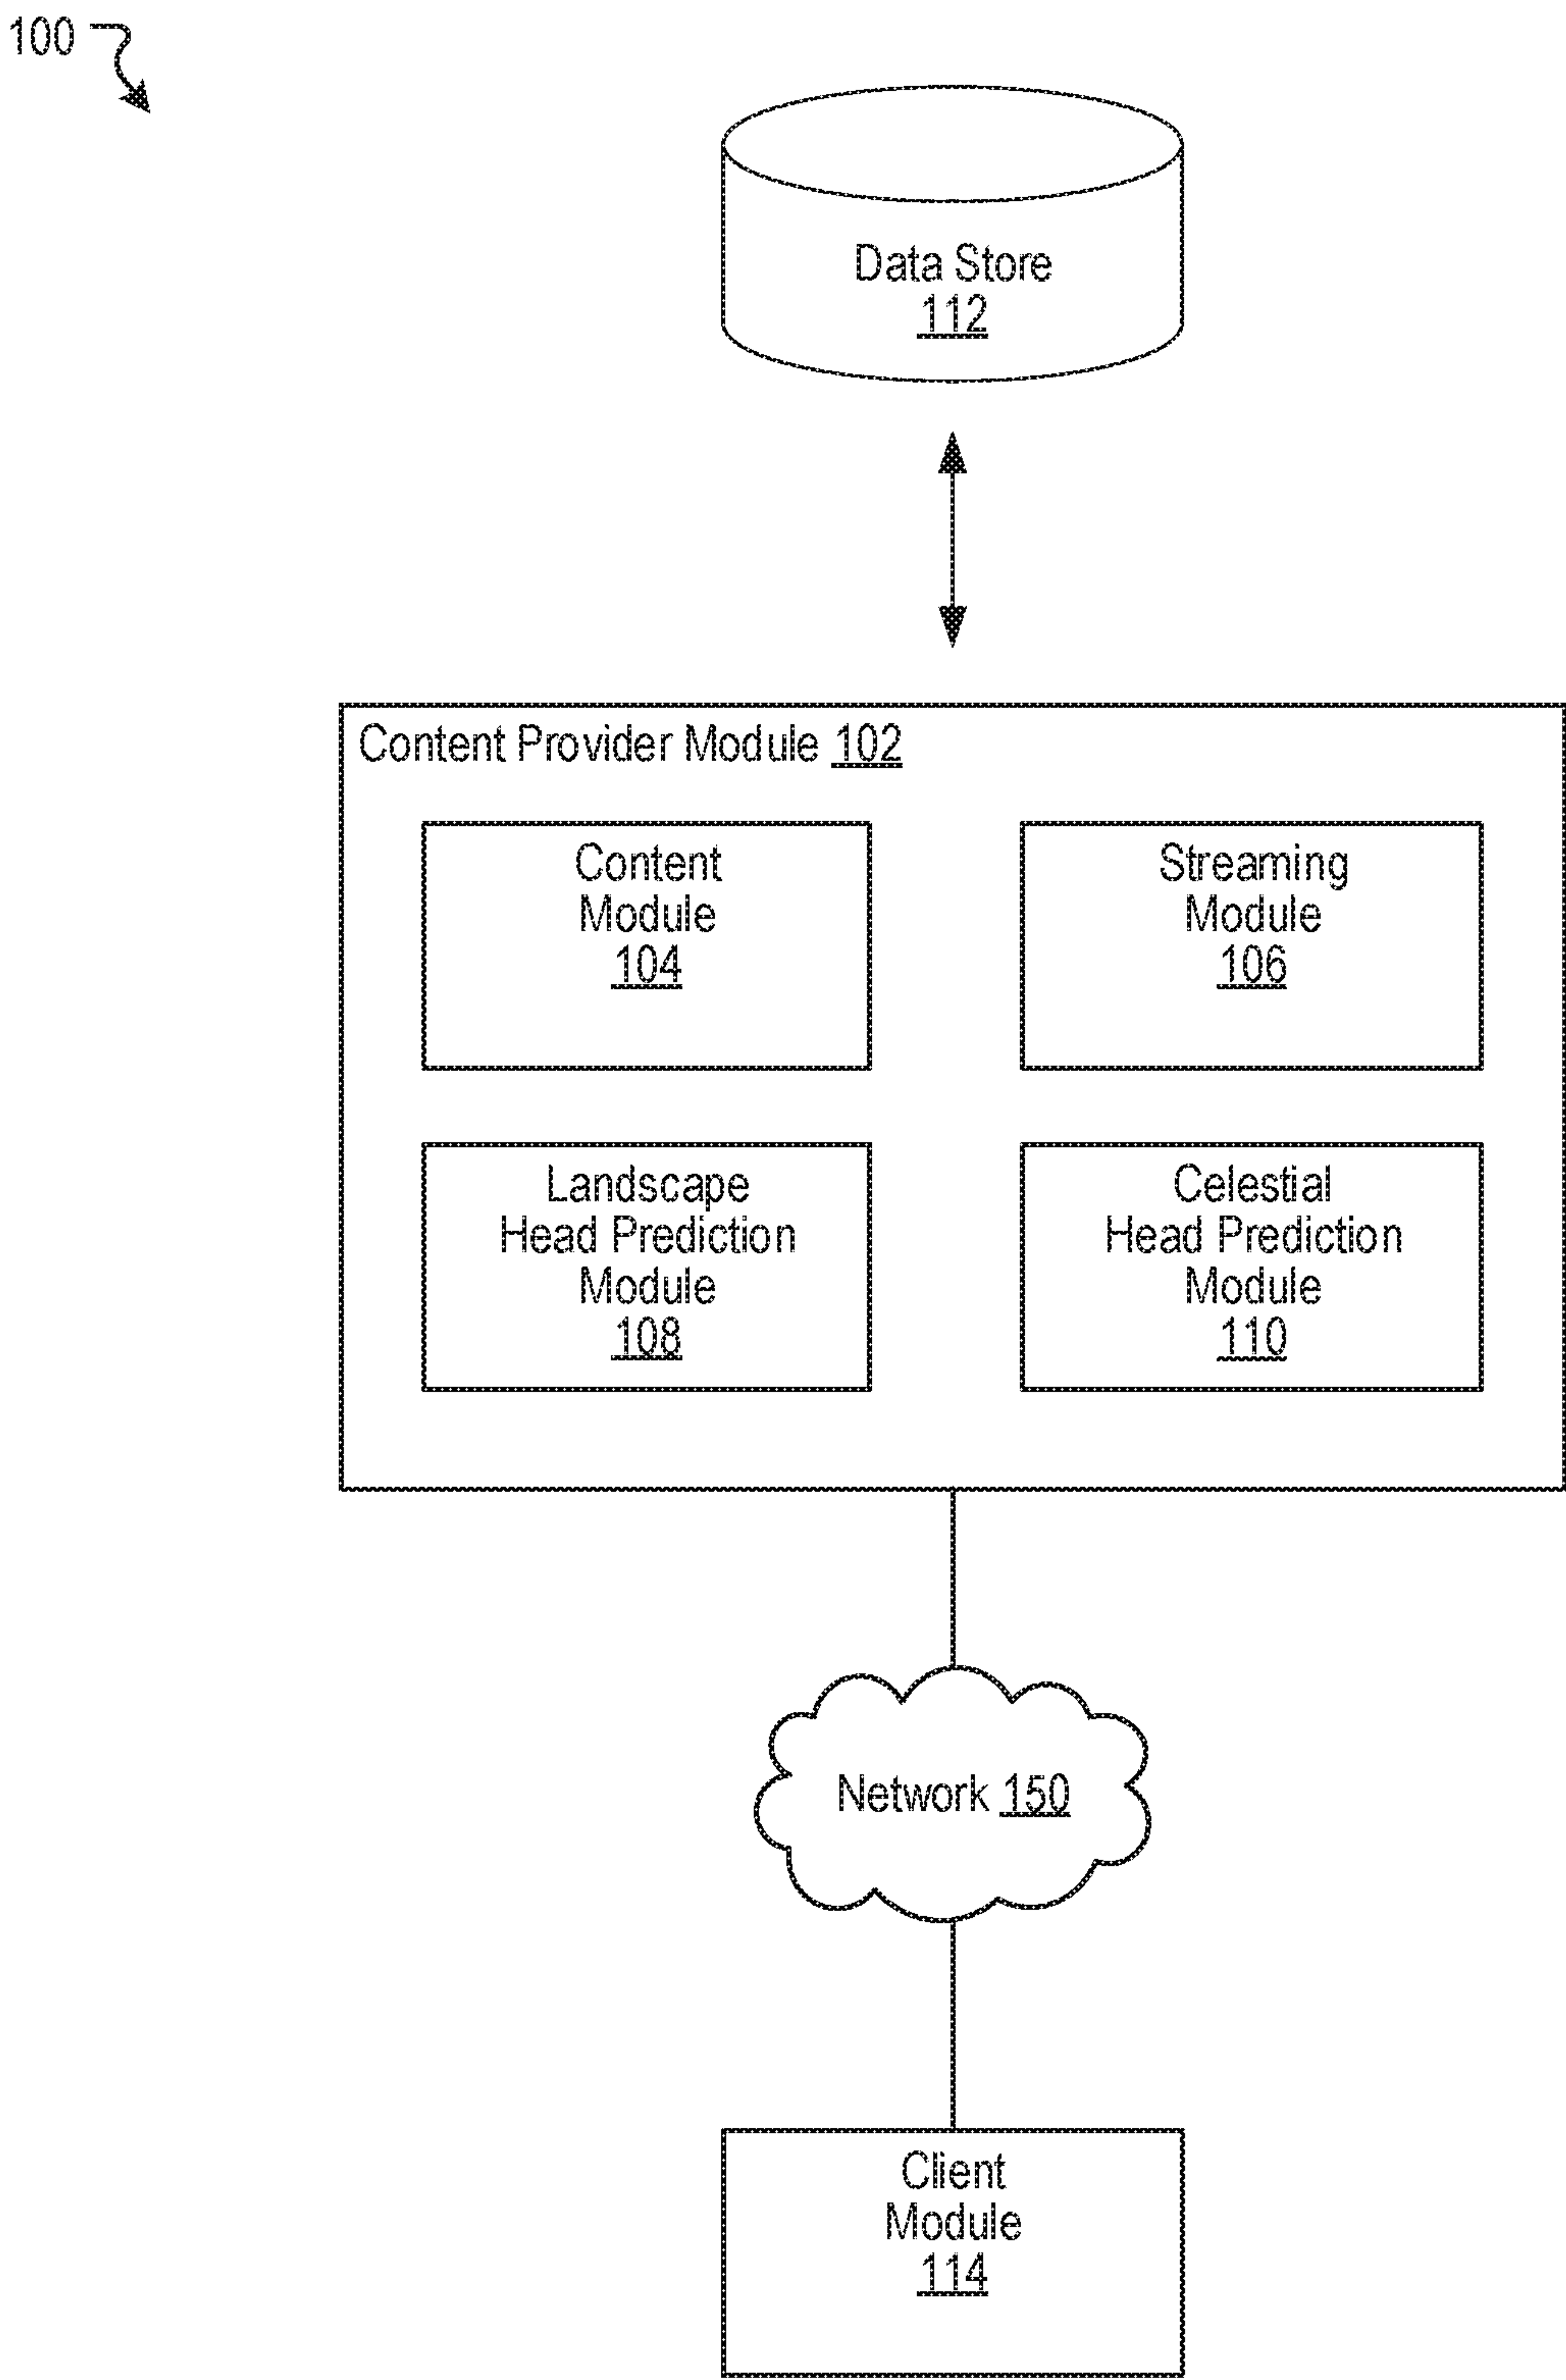 100
Data Store
112
Content Provider Module 102
Content
Module
104
Streaming
Module
106
Landscape
Head Prediction
Module
108
Celestial
Head Prediction
Module
110
Network 150
Client
Module
114